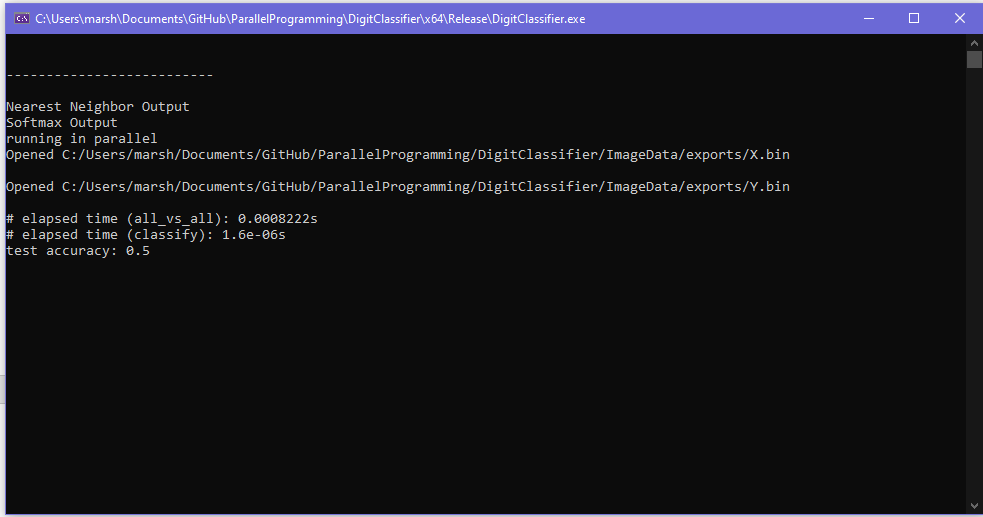 C:\Users\marsh\Documents\GitHub\ParallelProgramming\DigitClassifier\x64\Release\DigitClassifier.exe
--------------------------
Nearest Neighbor Output
Softmax Output
running in parallel
Opened C:/Users/marsh/Documents/GitHub/ParallelProgramming/DigitClassifier/ImageData/exports/X.bin
Opened C:/Users/marsh/Documents/GitHub/ParallelProgramming/DigitClassifier/ImageData/exports/Y.bin
# elapsed time (all_vs_all): 0.0008222s
# elapsed time (classify): 1.6e-06s
test accuracy: 0.5